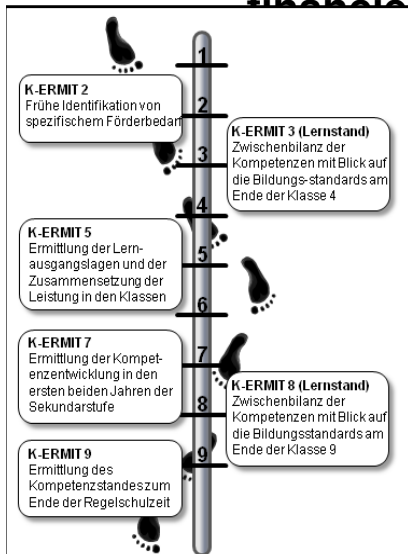 K-ERMIT 2
Frühe Identifikation von
spezifischem Förderbedarf
K-ERMIT 3 (Lernstand)
Zwischenbilanz der
Kompetenzen mit Blick auf
die Bildungs-standards am
Ende der Klasse 4
K-ERMIT 5
Ermittlung der Lern-
ausgangslagen und der
Zusammensetzung der
Leistung in den Klassen
K-ERMIT 7
Ermittlung der Kompet-
enzentwicklung in den
ersten beiden Jahren der
Sekundarstufe
K-ERMIT 8 (Lernstand)
Zwischenbilanz der
Kompetenzen mit Blick auf
die Bildungsstandards am
Ende der Klasse 9
K-ERMIT 9
Ermittlung des
Kompetenzstandes zum
Ende der Regelschulzeit
1
2
3
4
5
6
7
8
9